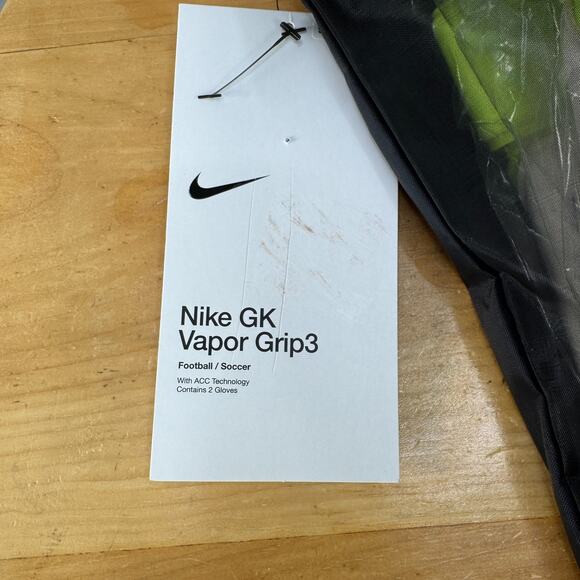 Nike GK
Vapor Grip3
Football / Soccer
With ACC Technology
Contains 2 Gloves